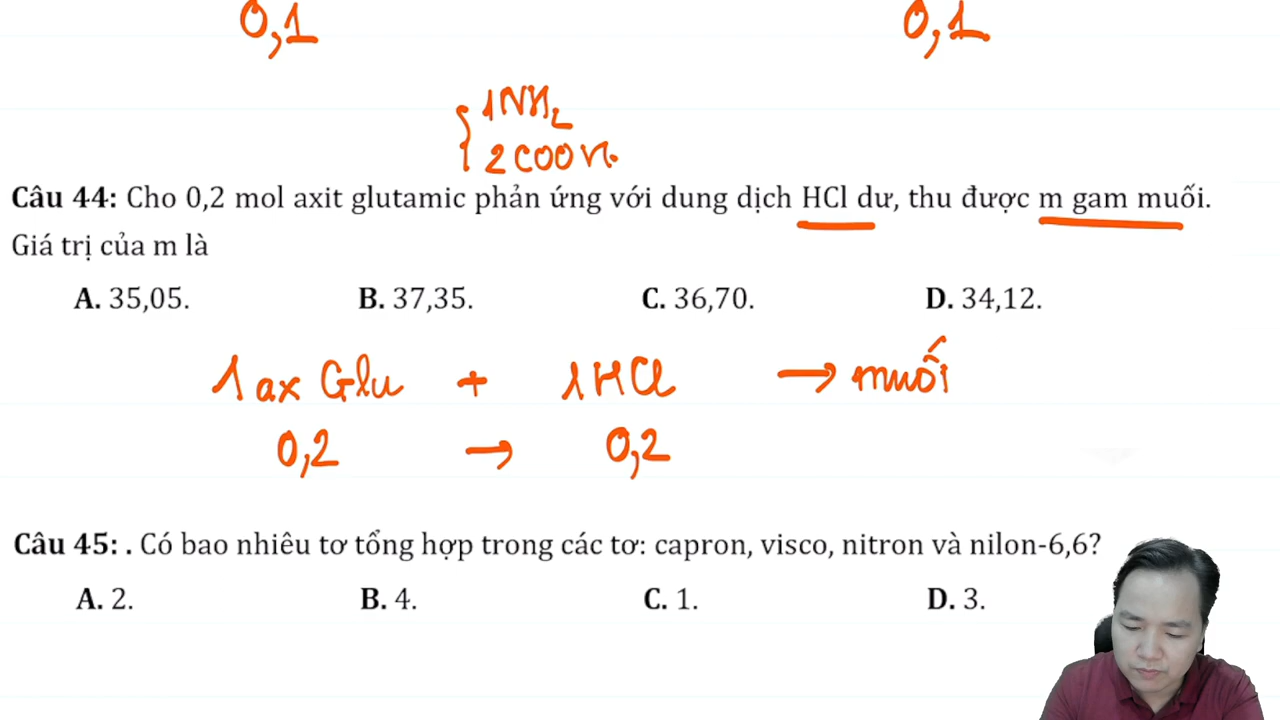 0,1 0,1
1NH2
2COOH
Câu 44: Cho 0,2 mol axit glutamic phản ứng với dung dịch HCl dư, thu được m gam muối.
Giá trị của m là
A. 35,05. B. 37,35. C. 36,70. D. 34,12.
1 ax Glu + 1HCl → muối
0,2 → 0,2
Câu 45: . Có bao nhiêu tơ tổng hợp trong các tơ: capron, visco, nitron và nilon-6,6?
A. 2. B. 4. C. 1. D. 3.